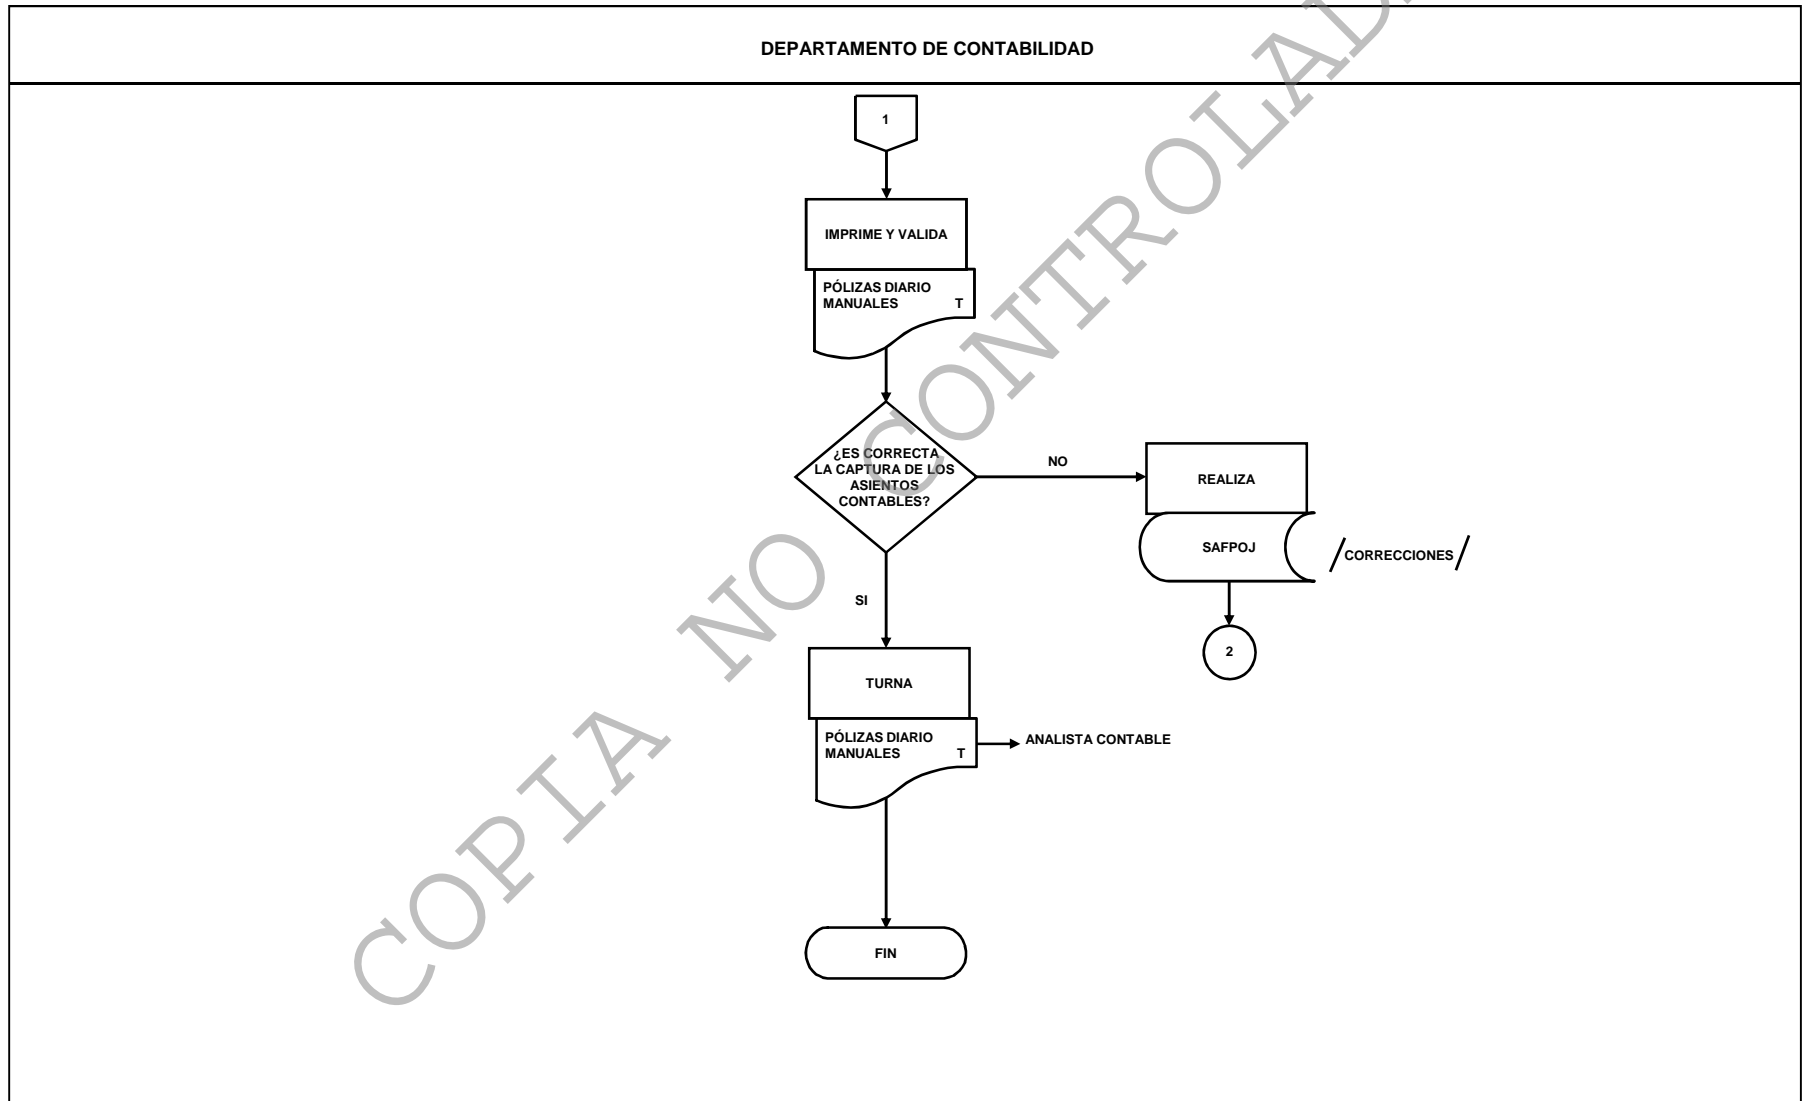 DEPARTAMENTO DE CONTABILIDAD
1
IMPRIME Y VALIDA
PÓLIZAS DIARIO
MANUALES T
¿ES CORRECTA
LA CAPTURA DE LOS
ASIENTOS
CONTABLES?
NO
REALIZA
SAFPOJ
/CORRECCIONES/
2
SI
TURNA
PÓLIZAS DIARIO
MANUALES T
ANALISTA CONTABLE
FIN
COPIA NO CONTROLAD